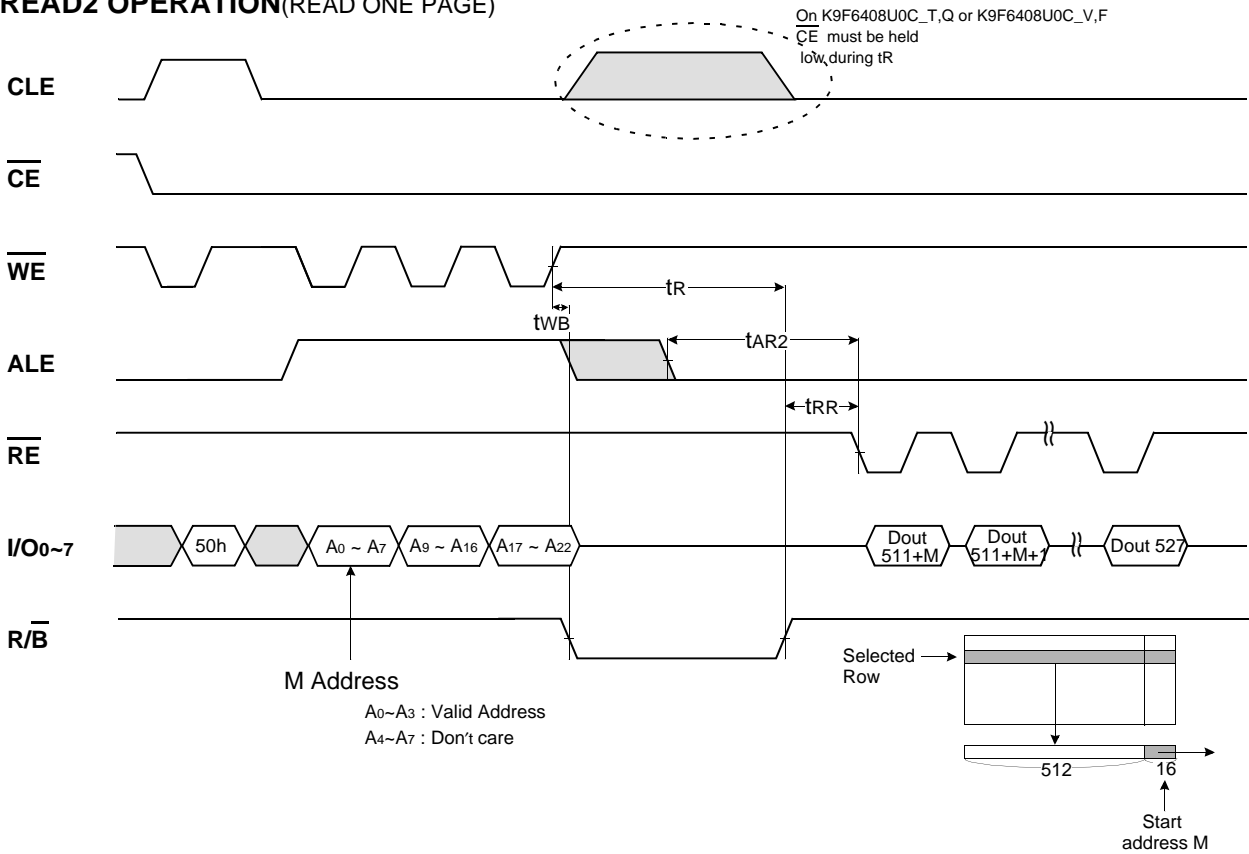 READ2 OPERATION(READ ONE PAGE)
On K9F6408U0C_T,Q or K9F6408U0C_V,F
CE must be held
low during tR
CLE
CE
WE
tR
tWB
tAR2
ALE
tRR
RE
I/O0~7
50h
A0 ~ A7
A9 ~ A16
A17 ~ A22
Dout
511+M
Dout
511+M+1
Dout 527
R/B
M Address
A0~A3 : Valid Address
A4~A7 : Don't care
Selected
Row
512
16
Start
address M